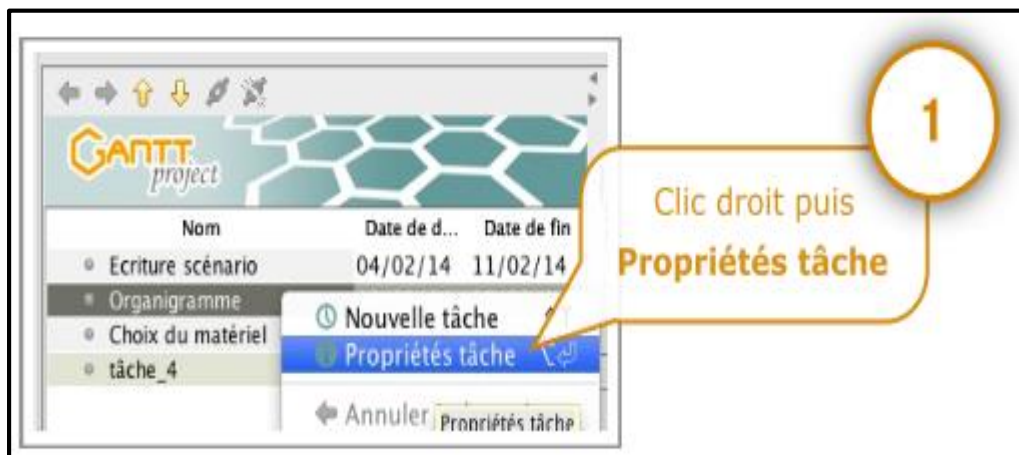 GANTT
project
Nom Date de d... Date de fin
Ecriture scénario 04/02/14 11/02/14
Organigramme
Choix du matériel
tâche_4
Nouvelle tâche
Propriétés tâche
Annuler
Propriétés tâche
1
Clic droit puis
Propriétés tâche